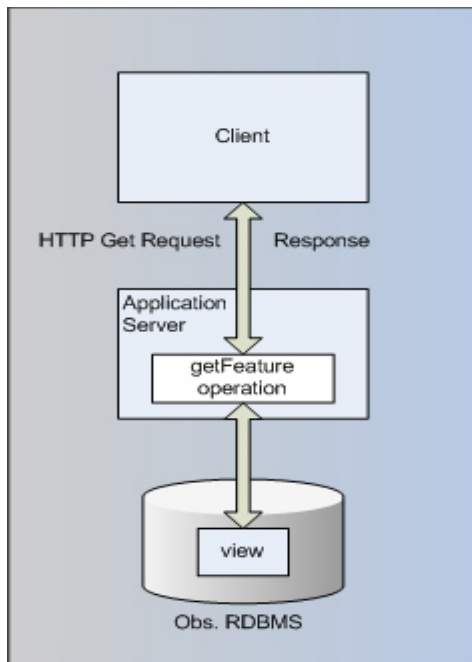 Client
HTTP Get Request Response
Application
Server
getFeature
operation
view
Obs. RDBMS